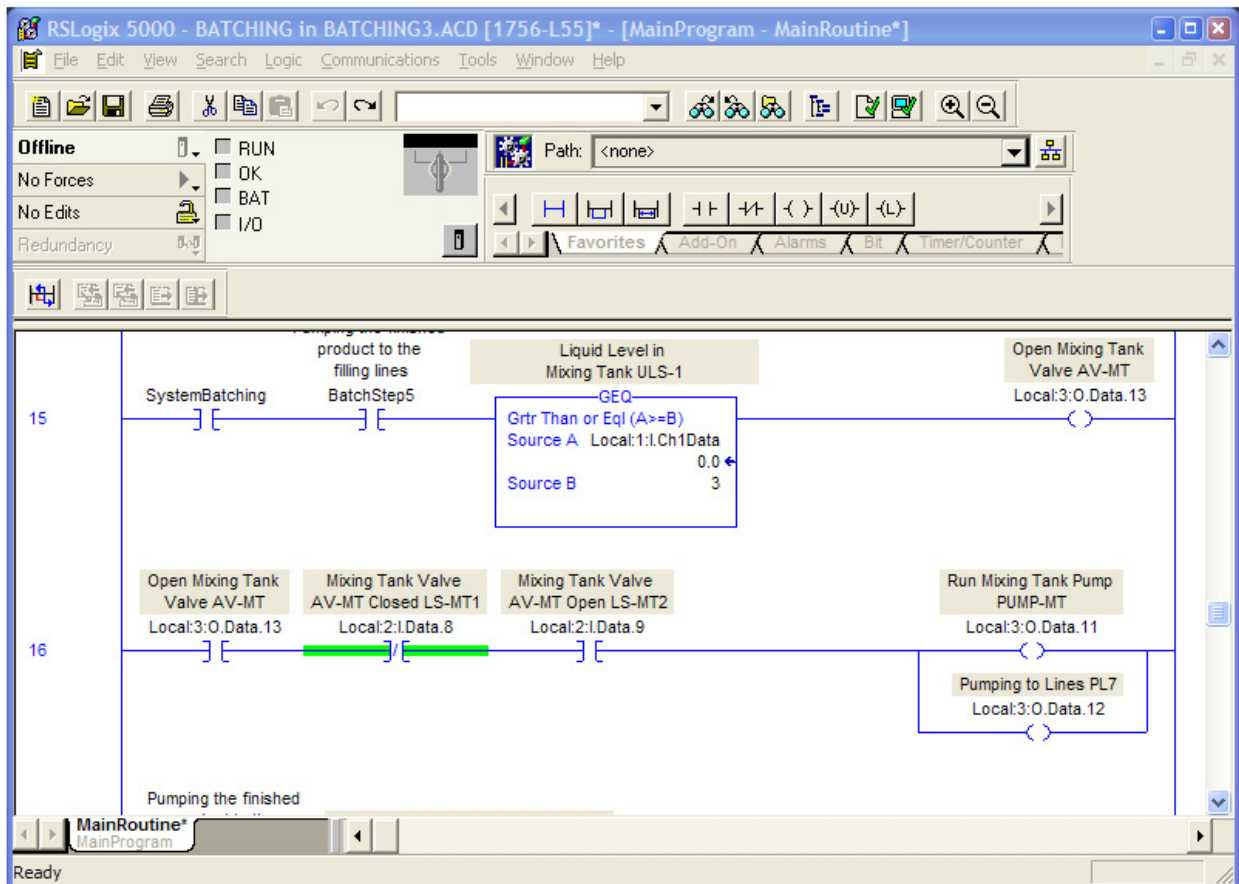 RSLogix 5000 - BATCHING in BATCHING3.ACD [1756-L55]* - [MainProgram - MainRoutine*]
File Edit View Search Logic Communications Tools Window Help
Offline
RUN
No Forces
OK
No Edits
BAT
Redundancy
I/O
Path: <none>
Favorites Add-On Alarms Bit Timer/Counter
product to the
filling lines
SystemBatching
BatchStep5
Liquid Level in
Mixing Tank ULS-1
GEQ
Grtr Than or Eql (A>=B)
Source A Local:1:I.Ch1Data
0.0
Source B 3
Open Mixing Tank
Valve AV-MT
Local:3:O.Data.13
15
Open Mixing Tank
Valve AV-MT
Local:3:O.Data.13
Mixing Tank Valve
AV-MT Closed LS-MT1
Local:2:I.Data.8
Mixing Tank Valve
AV-MT Open LS-MT2
Local:2:I.Data.9
Run Mixing Tank Pump
PUMP-MT
Local:3:O.Data.11
16
Pumping to Lines PL7
Local:3:O.Data.12
Pumping the finished
MainRoutine*
MainProgram
Ready